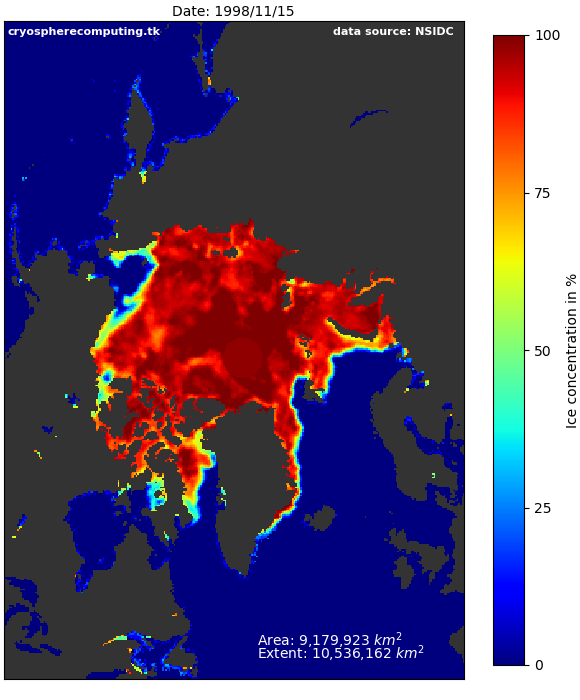 Date: 1998/11/15
cryospherecomputing.tk
data source: NSIDC
100
75
50
25
0
Ice concentration in %
Area: 9,179,923 km²
Extent: 10,536,162 km²